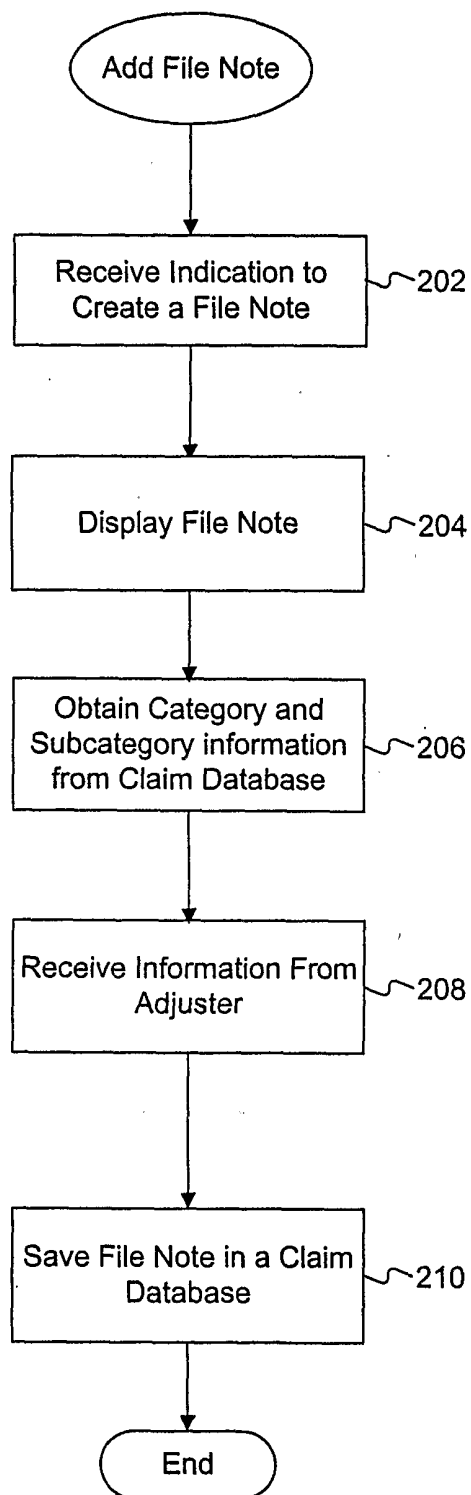 Add File Note
Receive Indication to
Create a File Note
202
Display File Note
204
Obtain Category and
Subcategory information
from Claim Database
206
Receive Information From
Adjuster
208
Save File Note in a Claim
Database
210
End